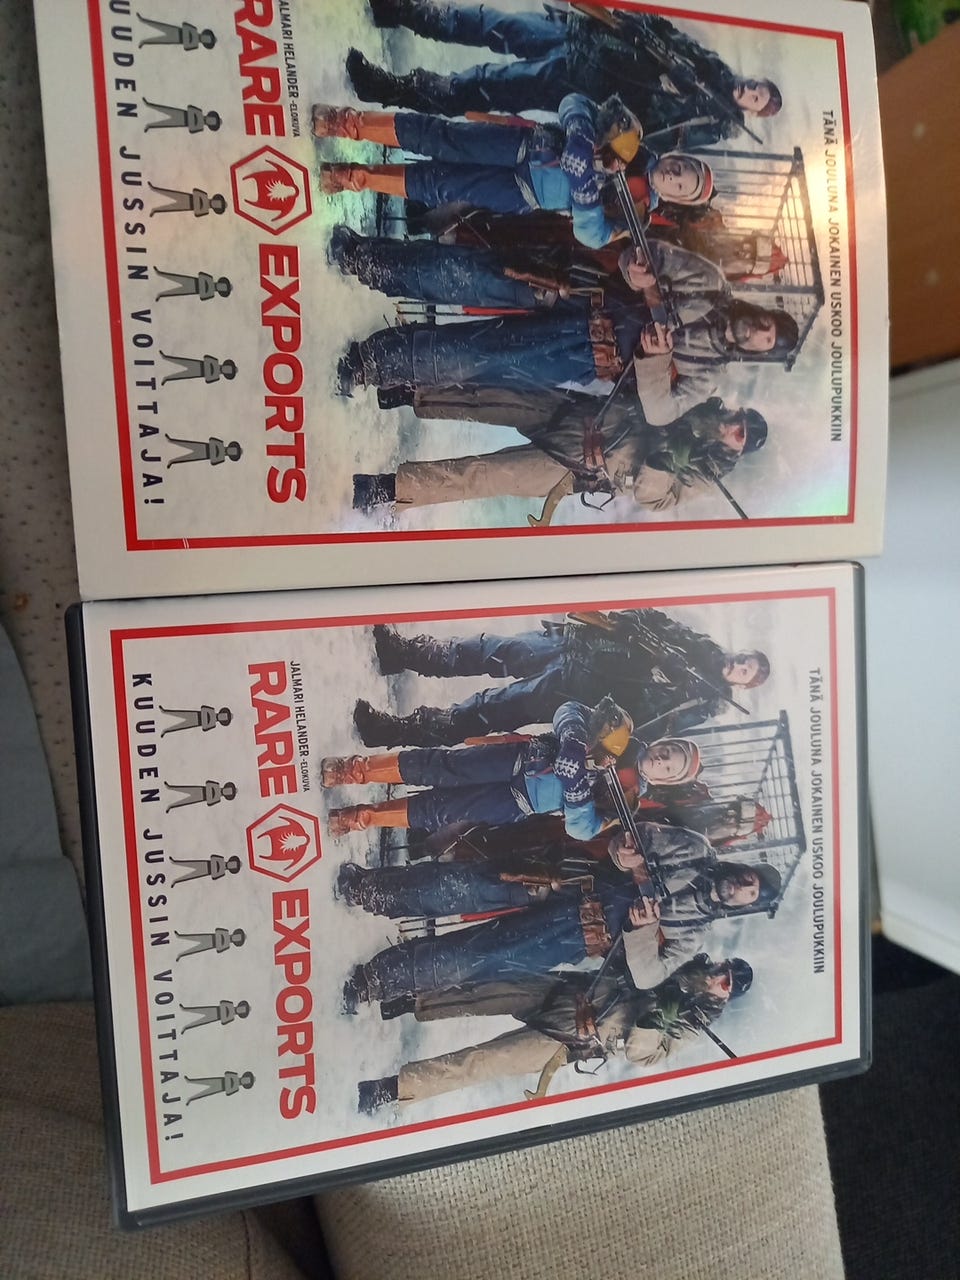 TÄNÄ JOULUNA JOKAINEN USKOO JOULUPUKKIIN
JALMARI HELANDER -ELOKUVA
RARE EXPORTS
UUDEN JUSSIN VOITTAJA!
TÄNÄ JOULUNA JOKAINEN USKOO JOULUPUKKIIN
JALMARI HELANDER -ELOKUVA
RARE EXPORTS
KUUDEN JUSSIN VOITTAJA!